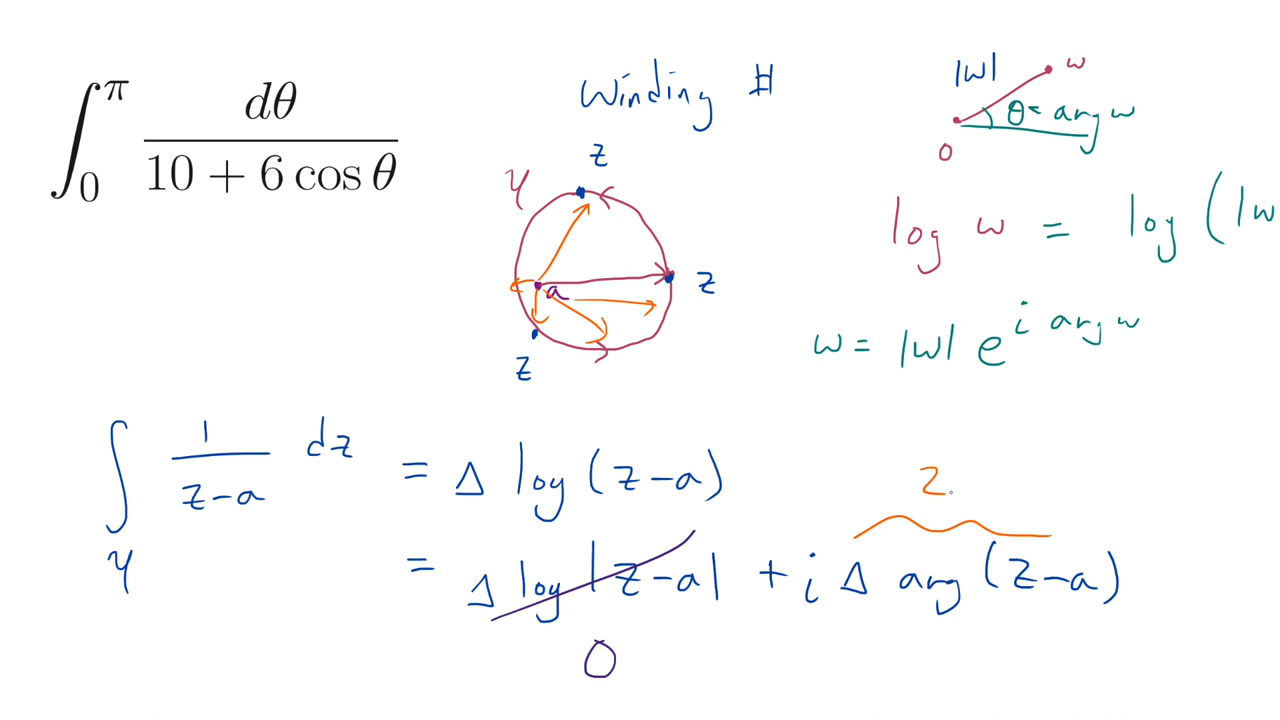 ∫₀^π dθ / (10 + 6 cos θ)
Winding #
|w|
w
θ = arg w
0
z
γ
a
z
z
log w = log (|w
w = |w| e^{i arg w}
∫_γ 1/(z-a) dz = Δ log (z-a)
2
= Δ log |z-a| + i Δ arg (z-a)
0